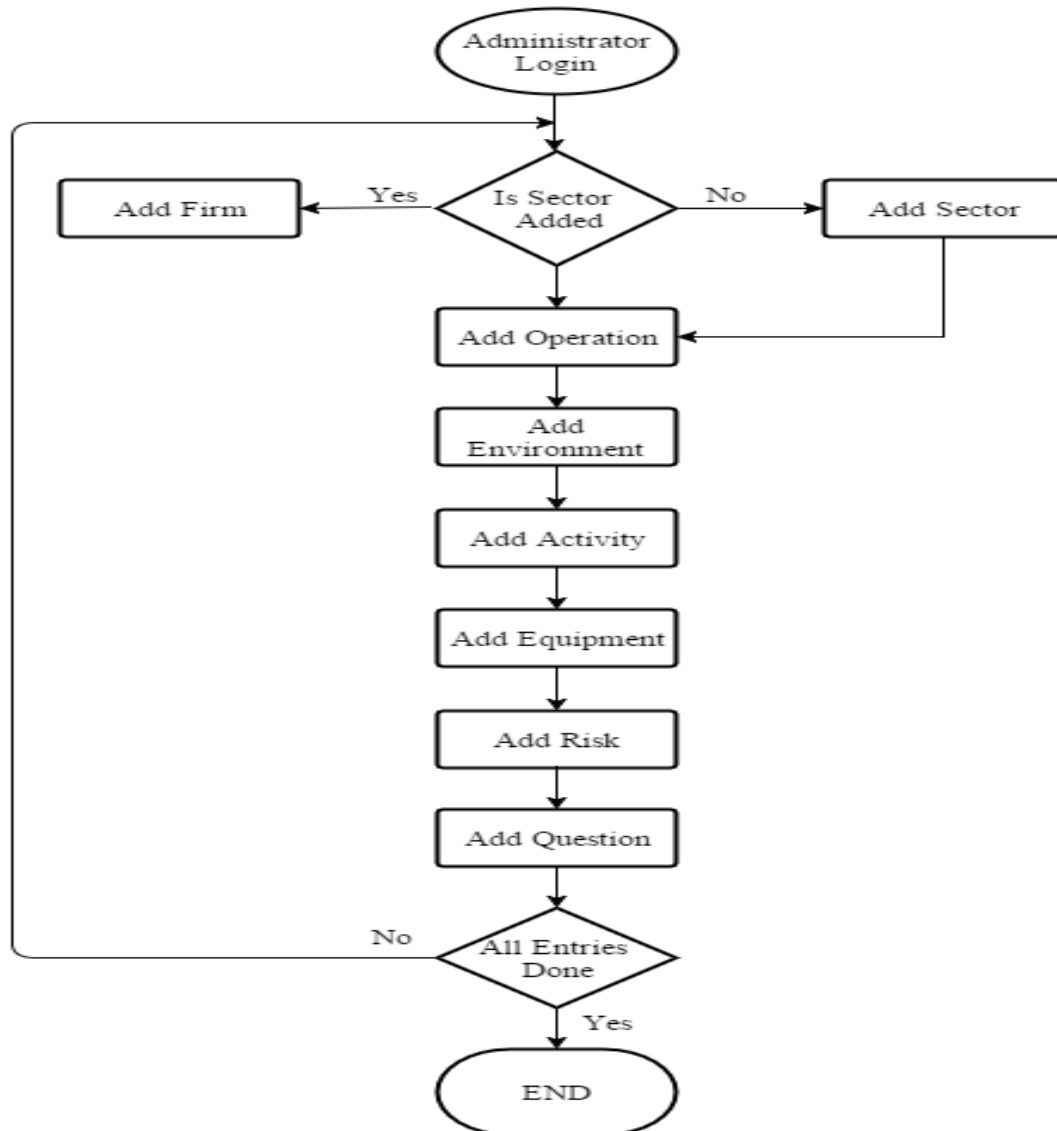 Administrator
Login
Add Firm
Yes
Is Sector
Added
No
Add Sector
Add Operation
Add
Environment
Add Activity
Add Equipment
Add Risk
Add Question
No
All Entries
Done
Yes
END